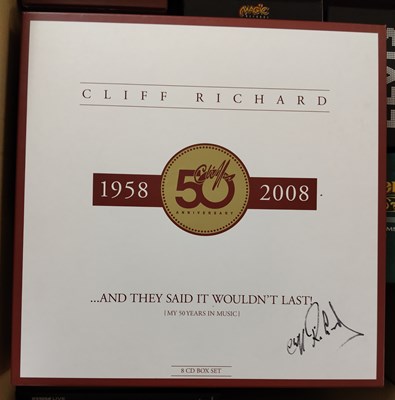 CLIFF RICHARD
1958 50 2008
ANNIVERSARY
...AND THEY SAID IT WOULDN'T LAST!
[MY 50 YEARS IN MUSIC]
8 CD BOX SET